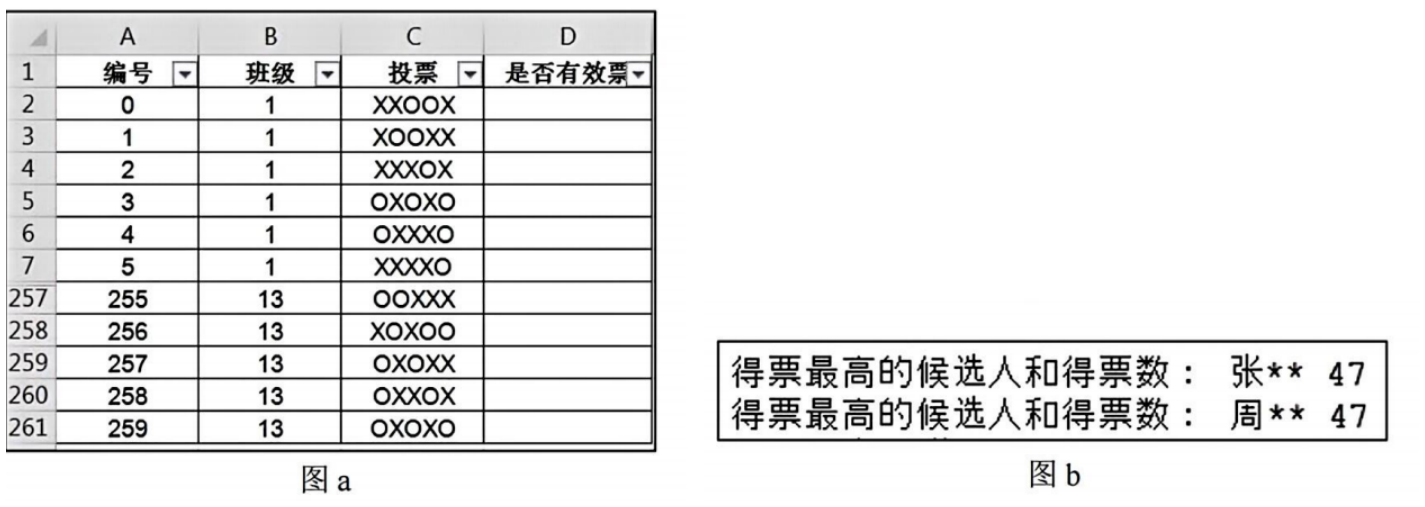 A B C D
1 编号 班级 投票 是否有效票
2 0 1 XXOOX
3 1 1 XOOXX
4 2 1 XXXOX
5 3 1 OXOXO
6 4 1 OXXXO
7 5 1 XXXXO
257 255 13 OOXXX
258 256 13 XOXOO
259 257 13 OXOXX
260 258 13 OXXOX
261 259 13 OXOXO
图 a
得票最高的候选人和得票数： 张** 47
得票最高的候选人和得票数： 周** 47
图 b